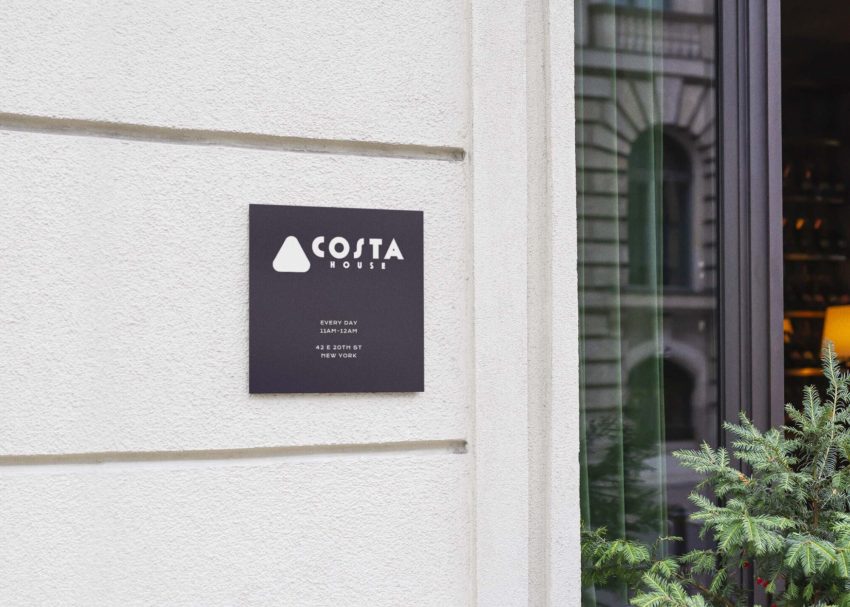 COSTA
HOUSE
EVERY DAY
11AM-12AM
42 E 20TH ST
NEW YORK